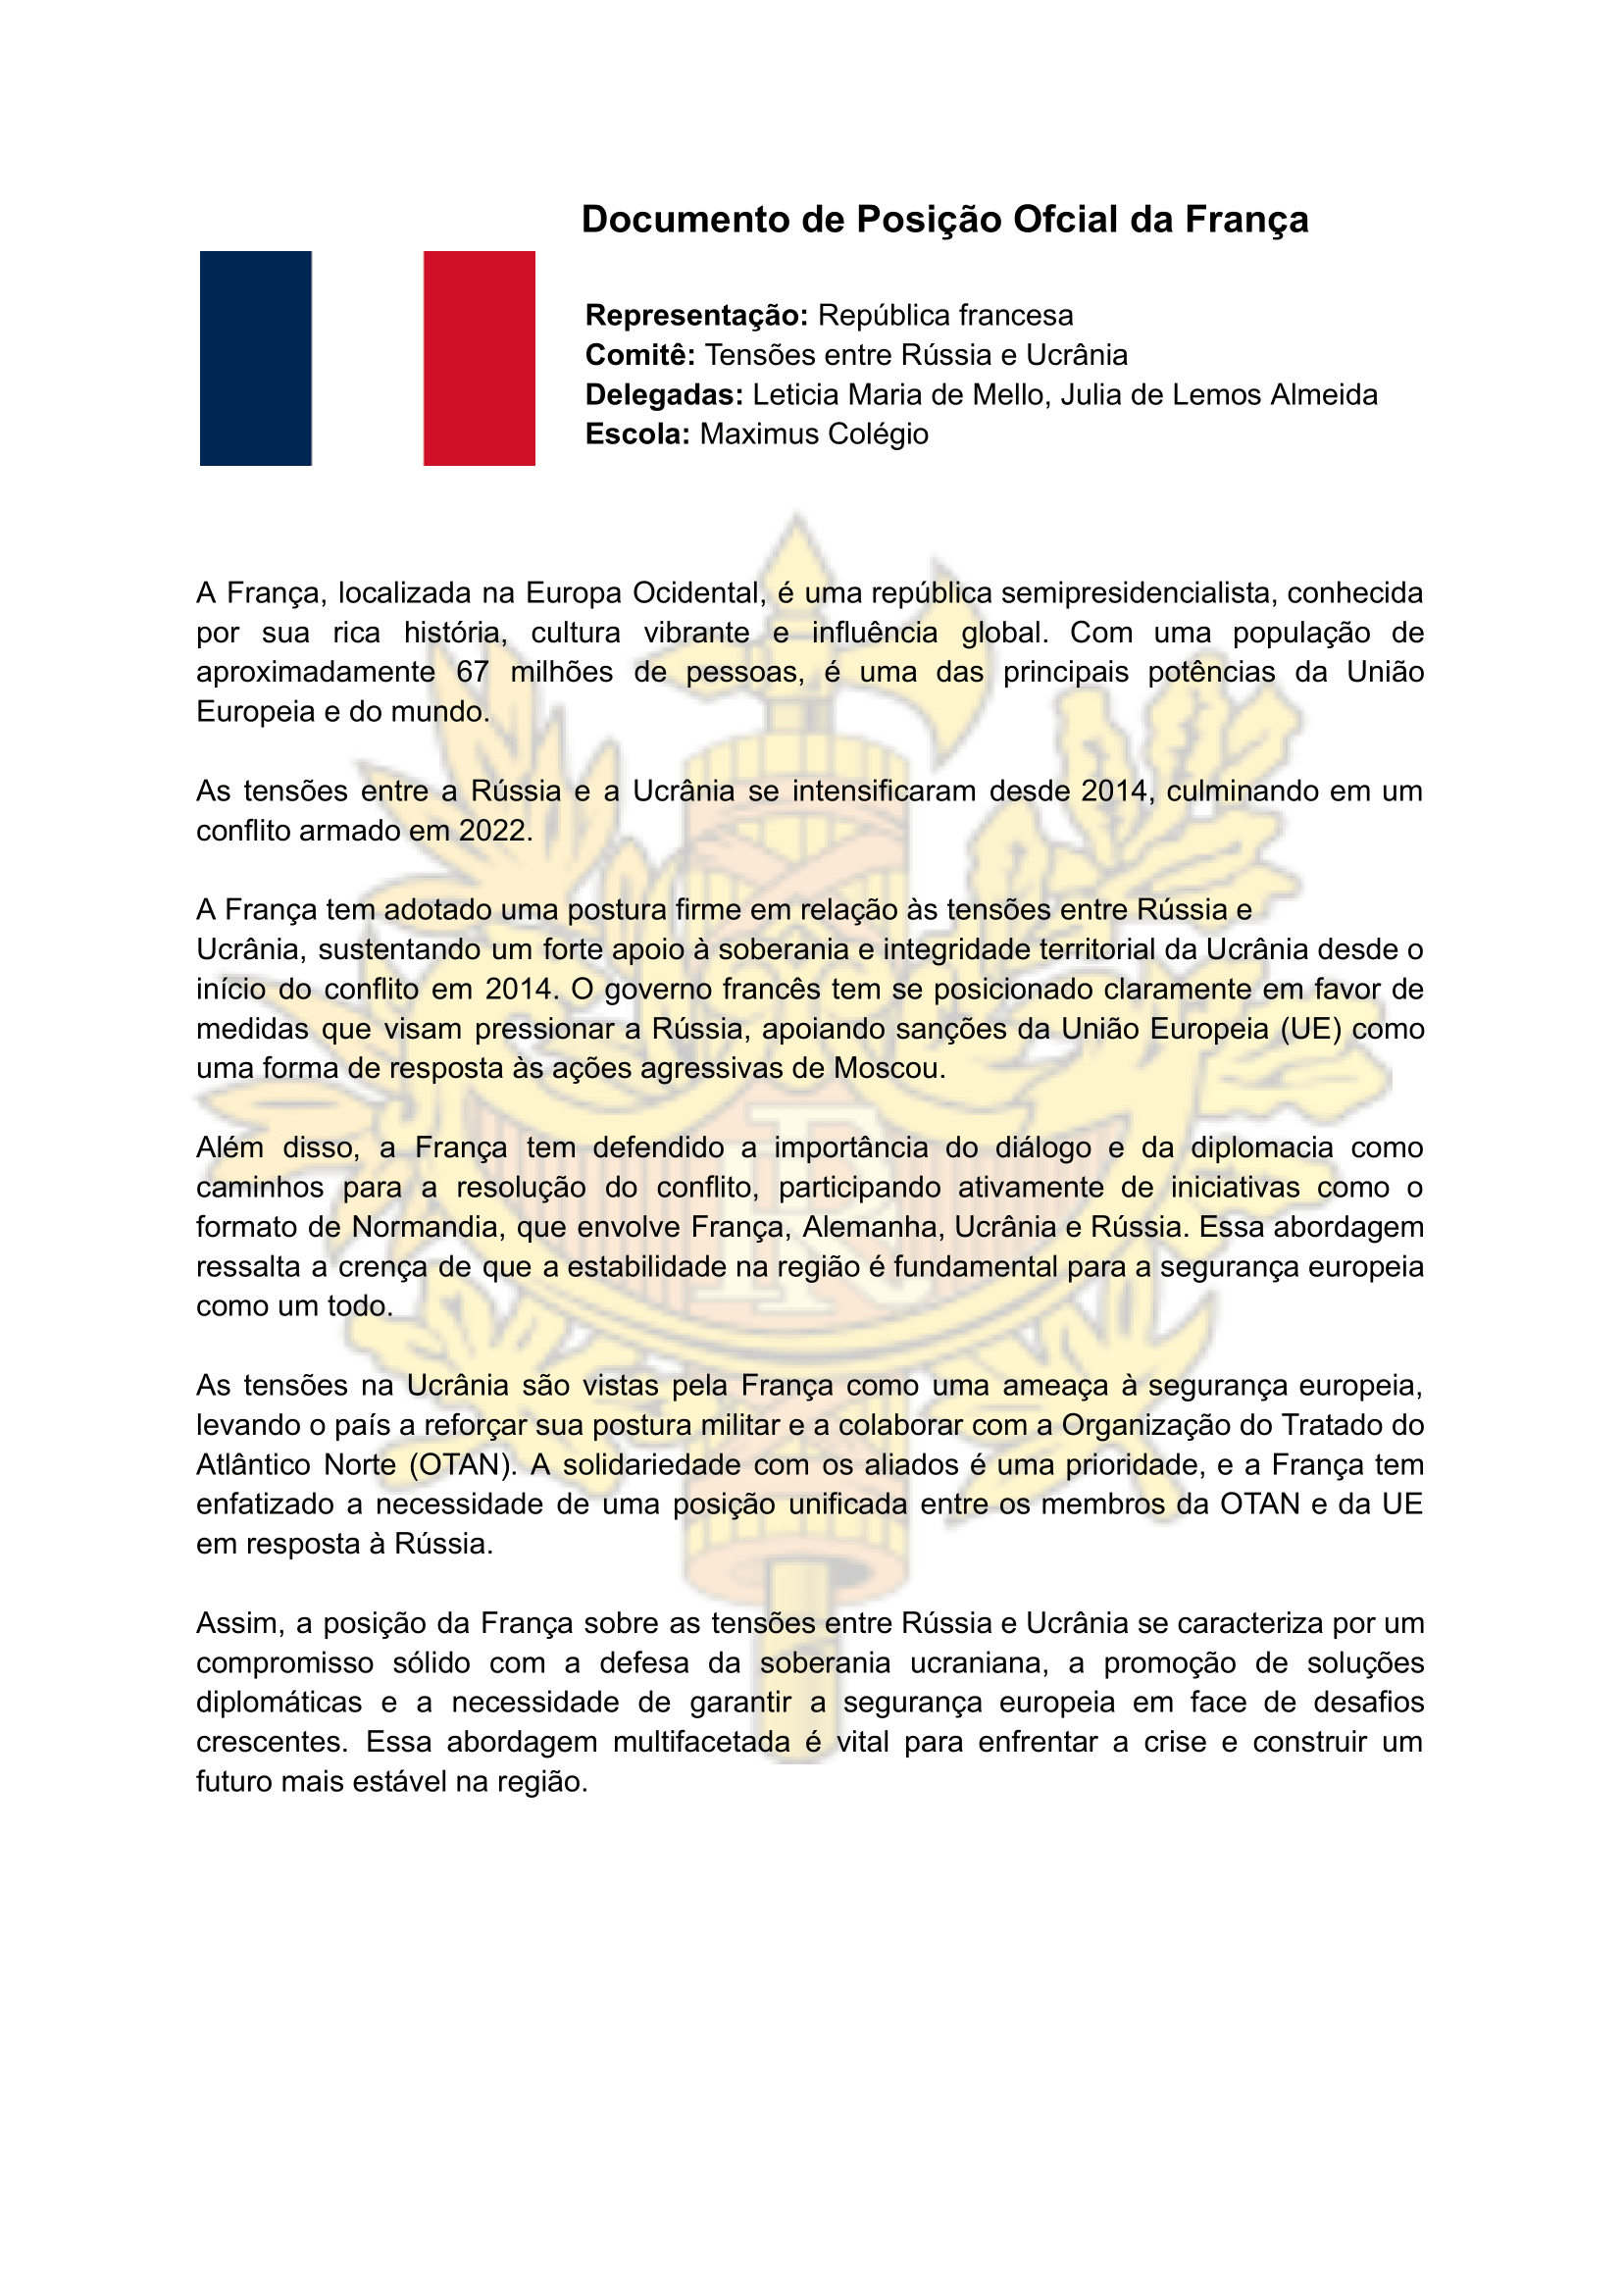 Documento de Posição Ofcial da França
Representação: República francesa
Comitê: Tensões entre Rússia e Ucrânia
Delegadas: Leticia Maria de Mello, Julia de Lemos Almeida
Escola: Maximus Colégio
A França, localizada na Europa Ocidental, é uma república semipresidencialista, conhecida
por sua rica história, cultura vibrante e influência global. Com uma população de
aproximadamente 67 milhões de pessoas, é uma das principais potências da União
Europeia e do mundo.
As tensões entre a Rússia e a Ucrânia se intensificaram desde 2014, culminando em um
conflito armado em 2022.
A França tem adotado uma postura firme em relação às tensões entre Rússia e
Ucrânia, sustentando um forte apoio à soberania e integridade territorial da Ucrânia desde o
início do conflito em 2014. O governo francês tem se posicionado claramente em favor de
medidas que visam pressionar a Rússia, apoiando sanções da União Europeia (UE) como
uma forma de resposta às ações agressivas de Moscou.
Além disso, a França tem defendido a importância do diálogo e da diplomacia como
caminhos para a resolução do conflito, participando ativamente de iniciativas como o
formato de Normandia, que envolve França, Alemanha, Ucrânia e Rússia. Essa abordagem
ressalta a crença de que a estabilidade na região é fundamental para a segurança europeia
como um todo.
As tensões na Ucrânia são vistas pela França como uma ameaça à segurança europeia,
levando o país a reforçar sua postura militar e a colaborar com a Organização do Tratado do
Atlântico Norte (OTAN). A solidariedade com os aliados é uma prioridade, e a França tem
enfatizado a necessidade de uma posição unificada entre os membros da OTAN e da UE
em resposta à Rússia.
Assim, a posição da França sobre as tensões entre Rússia e Ucrânia se caracteriza por um
compromisso sólido com a defesa da soberania ucraniana, a promoção de soluções
diplomáticas e a necessidade de garantir a segurança europeia em face de desafios
crescentes. Essa abordagem multifacetada é vital para enfrentar a crise e construir um
futuro mais estável na região.